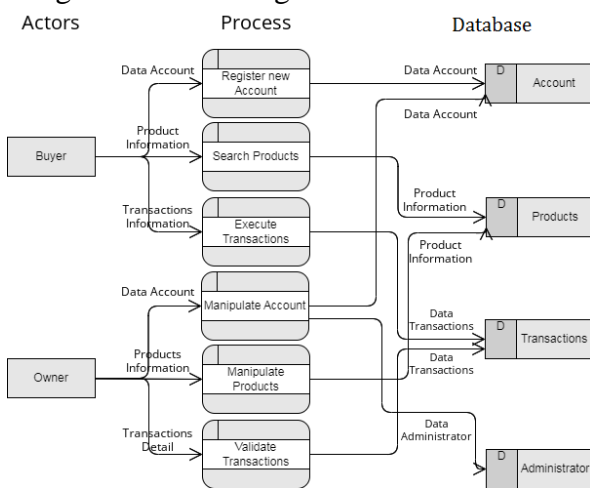 Actors
Process
Database
Data Account
Register new
Account
Data Account
D
Account
Data Account
Buyer
Product
Information
Search Products
Product
Information
D
Products
Product
Information
Transactions
Information
Execute
Transactions
Data Account
Manipulate Account
Data
Transactions
D
Transactions
Data
Transactions
Owner
Products
Information
Manipulate
Products
Transactions
Detail
Validate
Transactions
Data
Administrator
D
Administrator